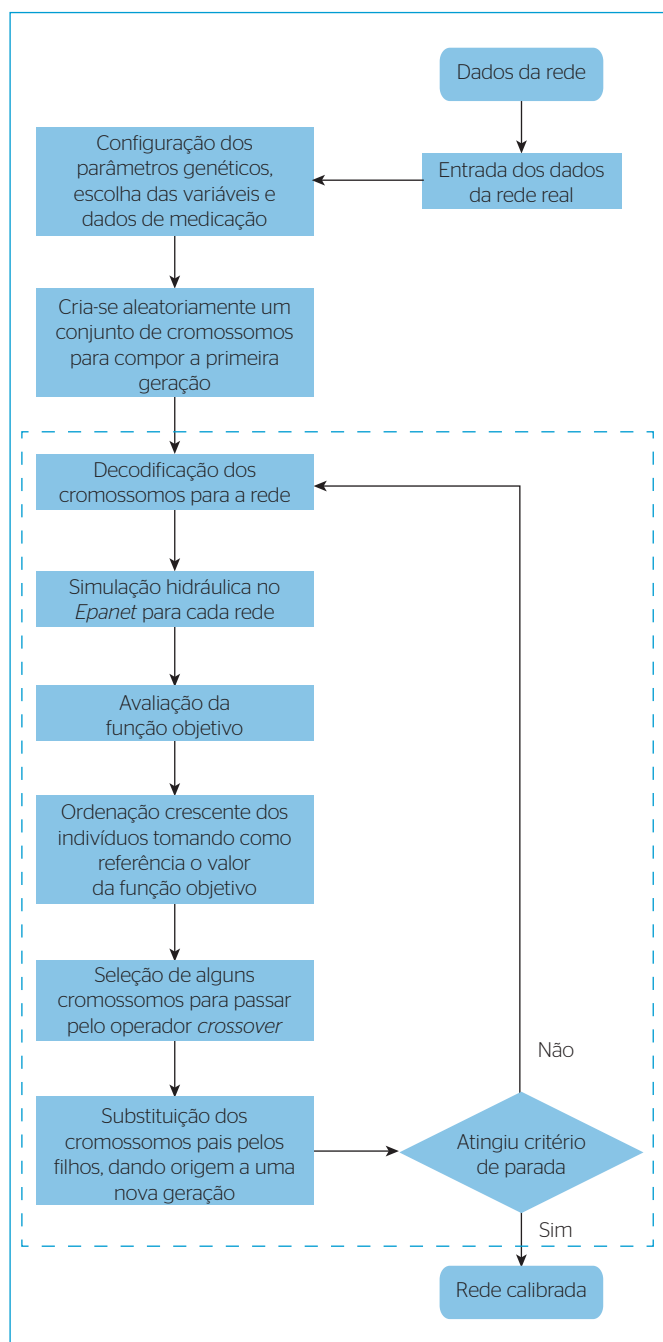 Dados da rede
Entrada dos dados
da rede real
Configuração dos
parâmetros genéticos,
escolha das variáveis e
dados de medicação
Cria-se aleatoriamente um
conjunto de cromossomos
para compor a primeira
geração
Decodificação dos
cromossomos para a rede
Simulação hidráulica no
Epanet para cada rede
Avaliação da
função objetivo
Ordenação crescente dos
indivíduos tomando como
referência o valor
da função objetivo
Seleção de alguns
cromossomos para passar
pelo operador crossover
Substituição dos
cromossomos pais pelos
filhos, dando origem a uma
nova geração
Atingiu critério
de parada
Não
Sim
Rede calibrada